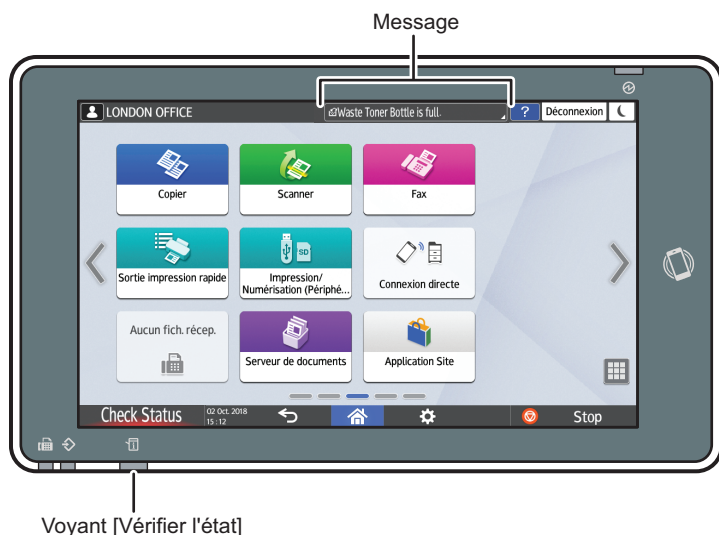 Message
LONDON OFFICE
Waste Toner Bottle is full.
?
Déconnexion
Copier
Scanner
Fax
SD
Sortie impression rapide
Impression/
Numérisation (Périphé...
Connexion directe
Aucun fich. récep.
Serveur de documents
Application Site
Check Status
02 Oct. 2018
15 : 12
Stop
Voyant [Vérifier l'état]